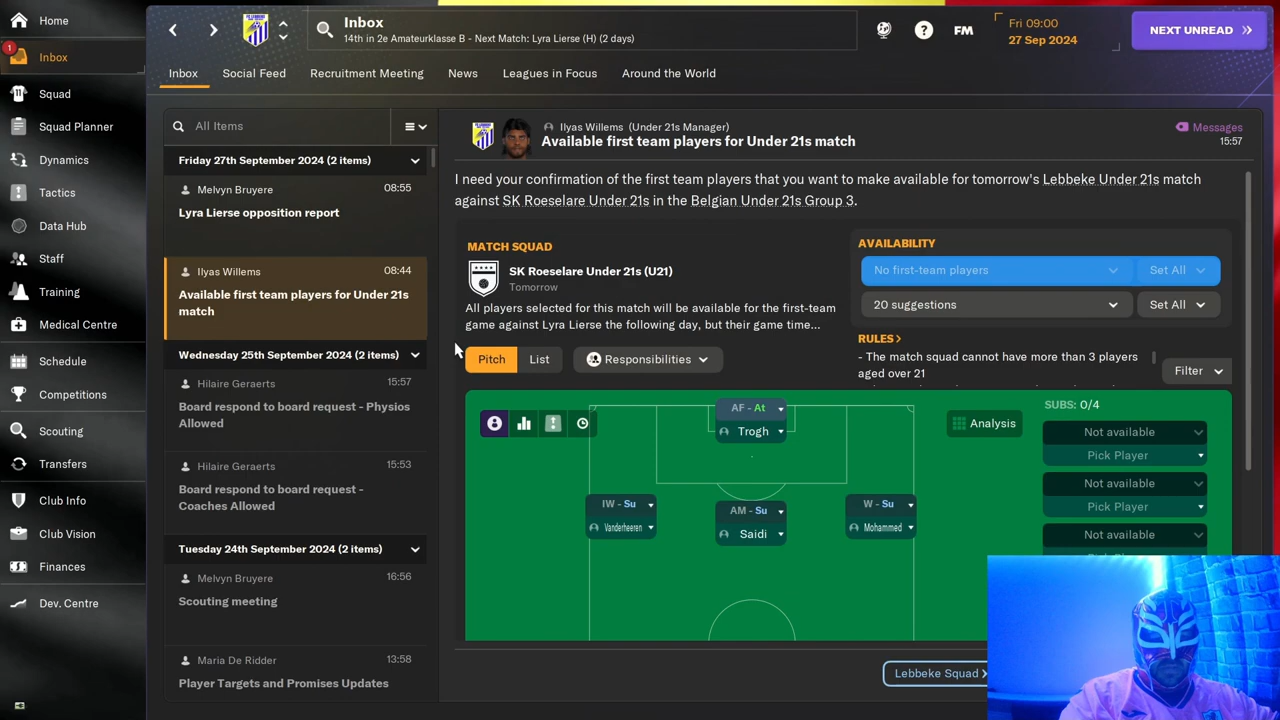 Home
Inbox
1
Squad
Squad Planner
Dynamics
Tactics
Data Hub
Staff
Training
Medical Centre
Schedule
Competitions
Scouting
Transfers
Club Info
Club Vision
Finances
Dev. Centre
Inbox
14th in 2e Amateurklasse B - Next Match: Lyra Lierse (H) (2 days)
FM
Fri 09:00
27 Sep 2024
NEXT UNREAD
Inbox Social Feed Recruitment Meeting News Leagues in Focus Around the World
All Items
Friday 27th September 2024 (2 items)
Melvyn Bruyere 08:55
Lyra Lierse opposition report
Ilyas Willems 08:44
Available first team players for Under 21s
match
Wednesday 25th September 2024 (2 items)
Hilaire Geraerts 15:57
Board respond to board request - Physios
Allowed
Hilaire Geraerts 15:53
Board respond to board request -
Coaches Allowed
Tuesday 24th September 2024 (2 items)
Melvyn Bruyere 16:56
Scouting meeting
Maria De Ridder 13:58
Player Targets and Promises Updates
Ilyas Willems (Under 21s Manager)
Available first team players for Under 21s match
Messages
15:57
I need your confirmation of the first team players that you want to make available for tomorrow's Lebbeke Under 21s match
against SK Roeselare Under 21s in the Belgian Under 21s Group 3.
MATCH SQUAD
SK Roeselare Under 21s (U21)
Tomorrow
All players selected for this match will be available for the first-team
game against Lyra Lierse the following day, but their game time...
Pitch List Responsibilities
AVAILABILITY
No first-team players Set All
20 suggestions Set All
RULES >
- The match squad cannot have more than 3 players
aged over 21
Filter
AF - At
Trogh
Analysis
IW - Su
Vanderheeren
AM - Su
Saidi
W - Su
Mohammed
SUBS: 0/4
Not available
Pick Player
Not available
Pick Player
Not available
Lebbeke Squad